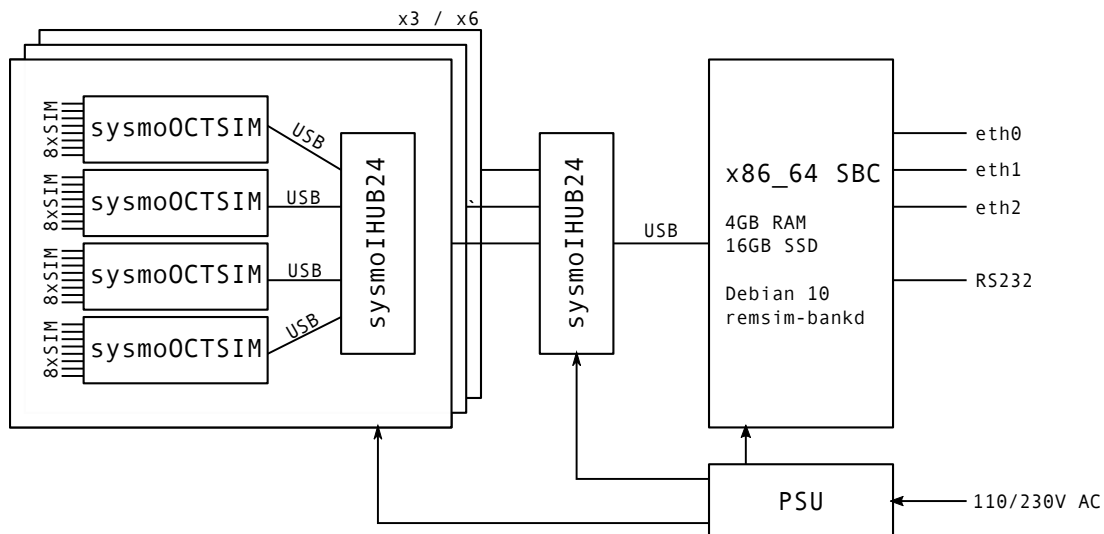 x3 / x6
8xSIM
sysmoOCTSIM
USB
8xSIM
sysmoOCTSIM
USB
8xSIM
sysmoOCTSIM
USB
8xSIM
sysmoOCTSIM
USB
sysmoIHUB24
`
sysmoIHUB24
USB
x86_64 SBC
4GB RAM
16GB SSD
Debian 10
remsim-bankd
eth0
eth1
eth2
RS232
PSU
110/230V AC